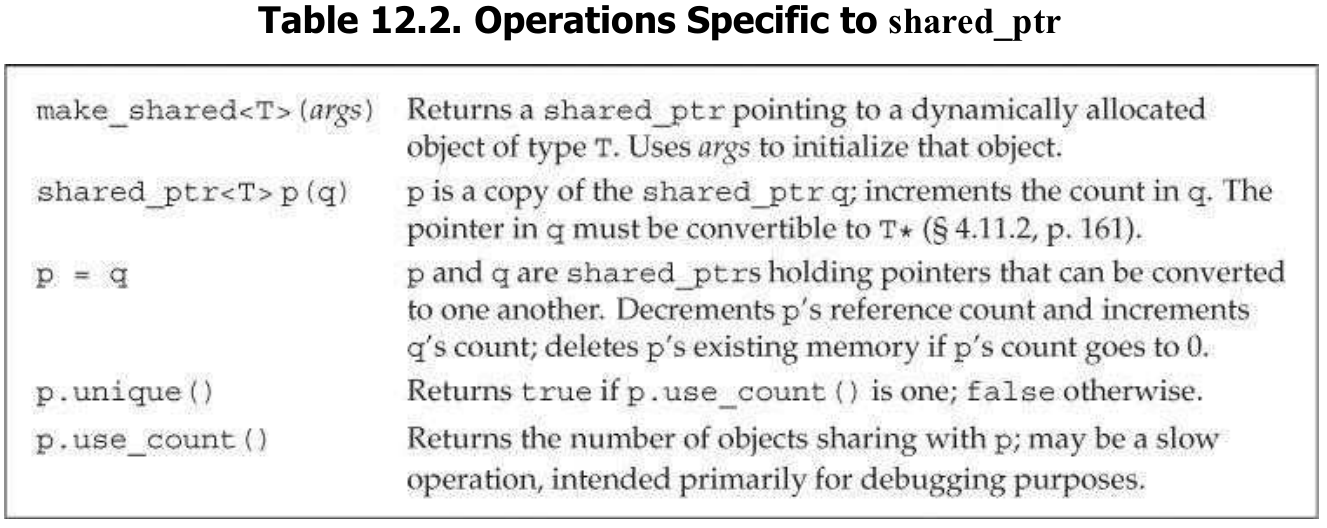 Table 12.2. Operations Specific to shared_ptr
make_shared<T>(args) Returns a shared_ptr pointing to a dynamically allocated
object of type T. Uses args to initialize that object.
shared_ptr<T>p(q) p is a copy of the shared_ptr q; increments the count in q. The
pointer in q must be convertible to T* (§ 4.11.2, p. 161).
p = q p and q are shared_ptrs holding pointers that can be converted
to one another. Decrements p's reference count and increments
q's count; deletes p's existing memory if p's count goes to 0.
p.unique() Returns true if p.use_count() is one; false otherwise.
p.use_count() Returns the number of objects sharing with p; may be a slow
operation, intended primarily for debugging purposes.